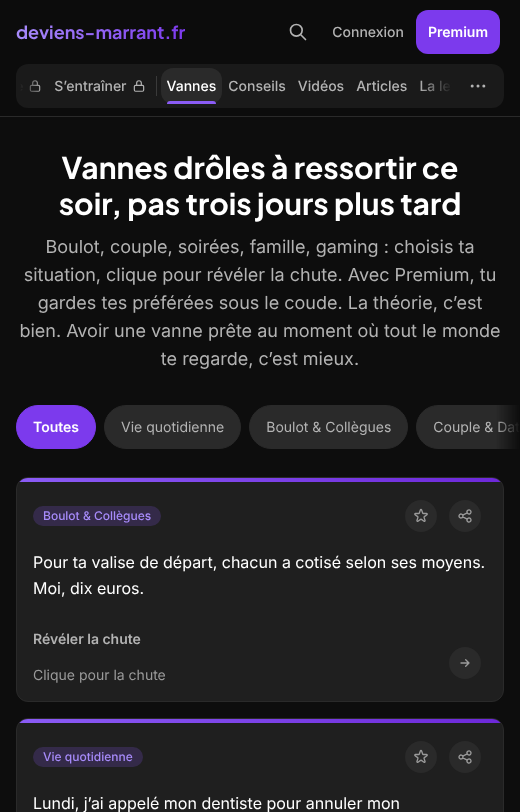 deviens-marrant.fr
Connexion
Premium
S'entraîner
Vannes
Conseils
Vidéos
Articles
La le
Vannes drôles à ressortir ce
soir, pas trois jours plus tard
Boulot, couple, soirées, famille, gaming : choisis ta
situation, clique pour révéler la chute. Avec Premium, tu
gardes tes préférées sous le coude. La théorie, c'est
bien. Avoir une vanne prête au moment où tout le monde
te regarde, c'est mieux.
Toutes
Vie quotidienne
Boulot & Collègues
Couple & Dat
Boulot & Collègues
Pour ta valise de départ, chacun a cotisé selon ses moyens.
Moi, dix euros.
Révéler la chute
Clique pour la chute
Vie quotidienne
Lundi, j'ai appelé mon dentiste pour annuler mon